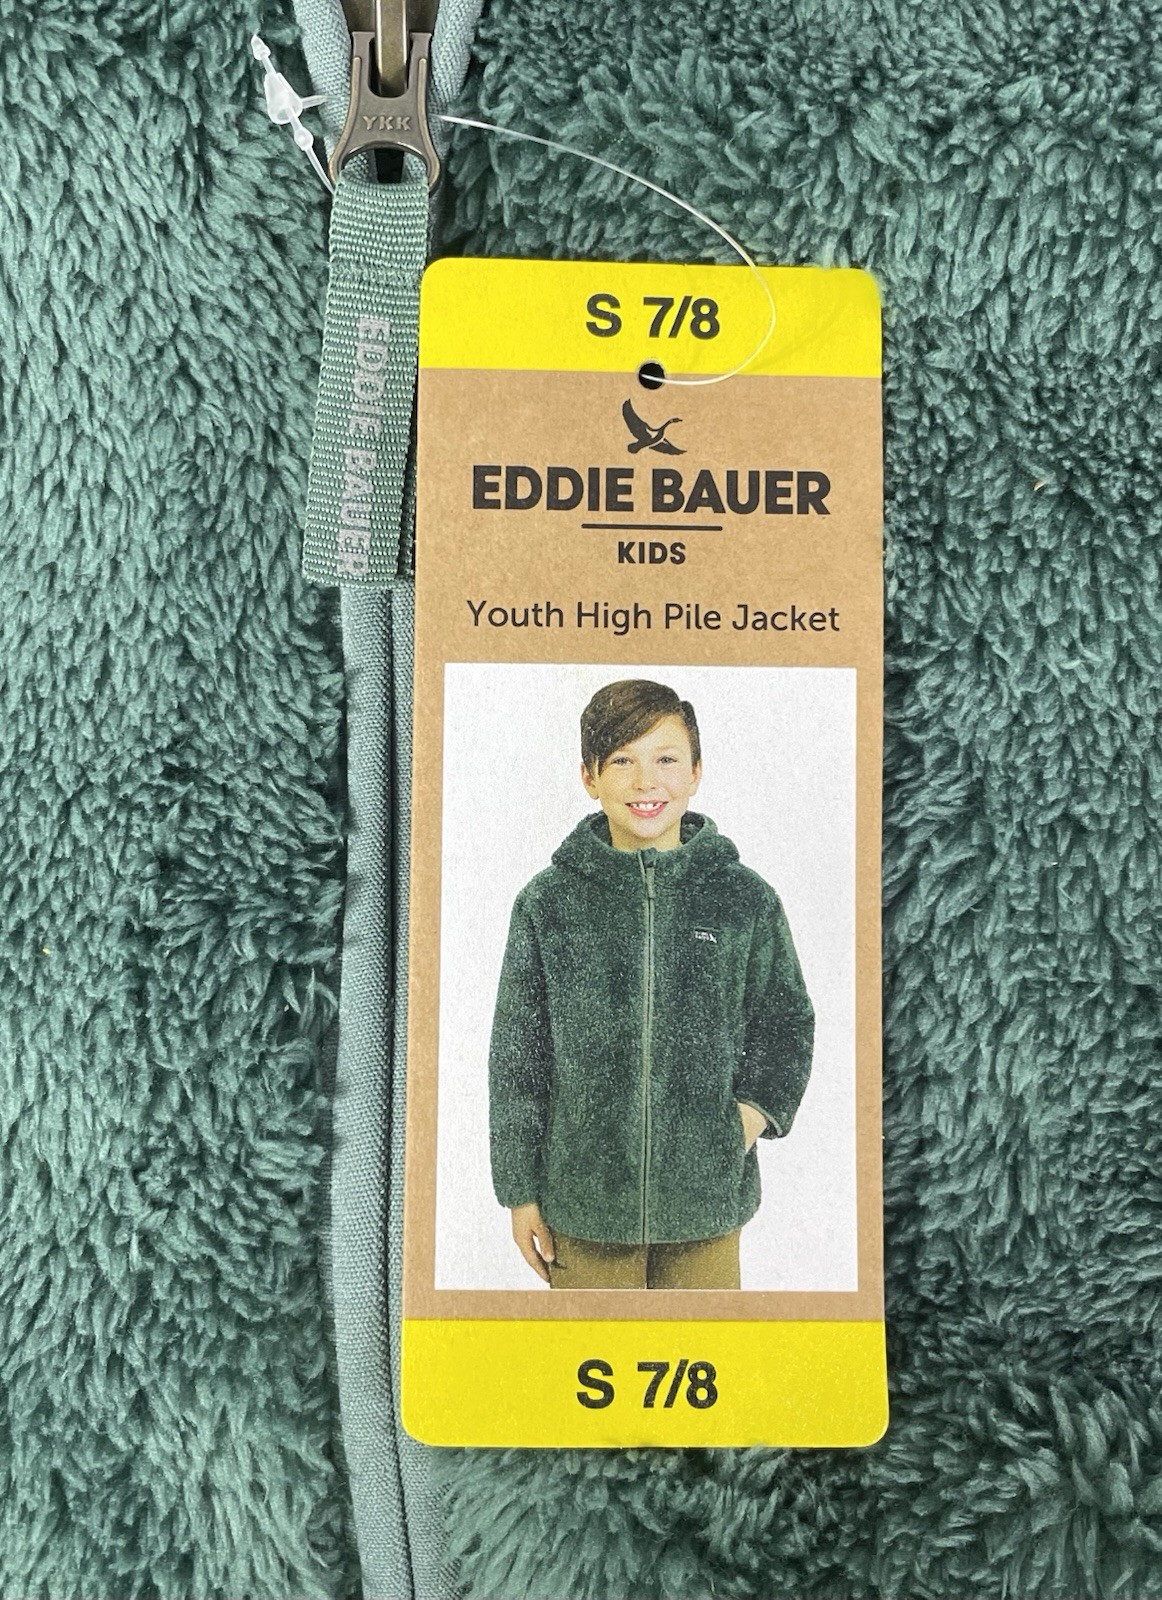 YKK
EDDIE BAUER
S 7/8
EDDIE BAUER
KIDS
Youth High Pile Jacket
S 7/8